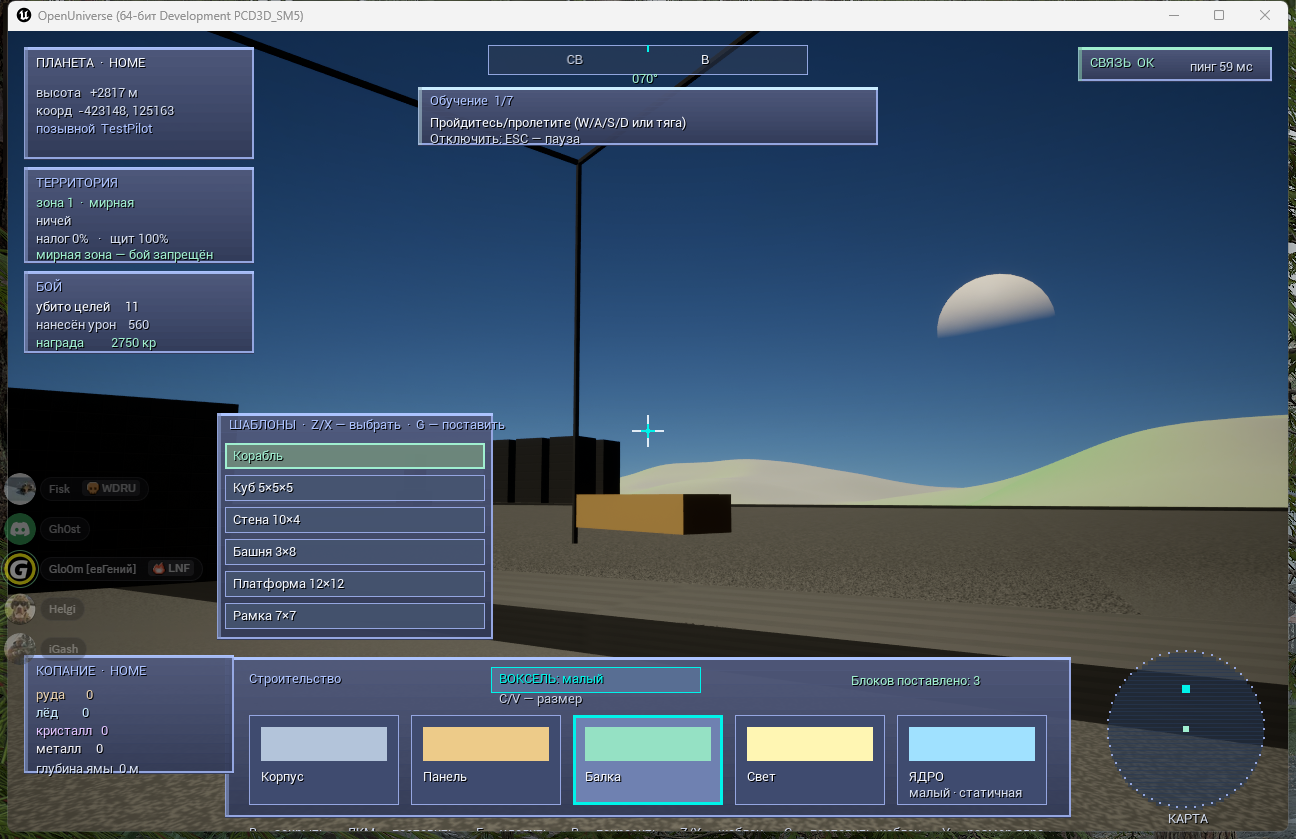 OpenUniverse (64-бит Development PCD3D_SM5)
ПЛАНЕТА · HOME
высота +2817 м
коорд -423148, 125163
позывной TestPilot
СВ В
070°
СВЯЗЬ ОК пинг 59 мс
Обучение 1/7
Пройдитесь/пролетите (W/A/S/D или тяга)
Отключить: ESC — пауза
ТЕРРИТОРИЯ
зона 1 · мирная
ничей
налог 0% · щит 100%
мирная зона — бой запрещён
БОЙ
убито целей 11
нанесён урон 560
награда 2750 кр
ШАБЛОНЫ · Z/X — выбрать · G — поставить
Корабль
Куб 5×5×5
Стена 10×4
Башня 3×8
Платформа 12×12
Рамка 7×7
Fisk WDRU
Gh0st
Glo0m [евГений] LNF
Helgi
iGash
КОПАНИЕ · HOME
руда 0
лёд 0
кристалл 0
металл 0
глубина ямы 0 м
Строительство
ВОКСЕЛЬ: малый
C/V — размер
Блоков поставлено: 3
Корпус
Панель
Балка
Свет
ЯДРО
малый · статичная
КАРТА